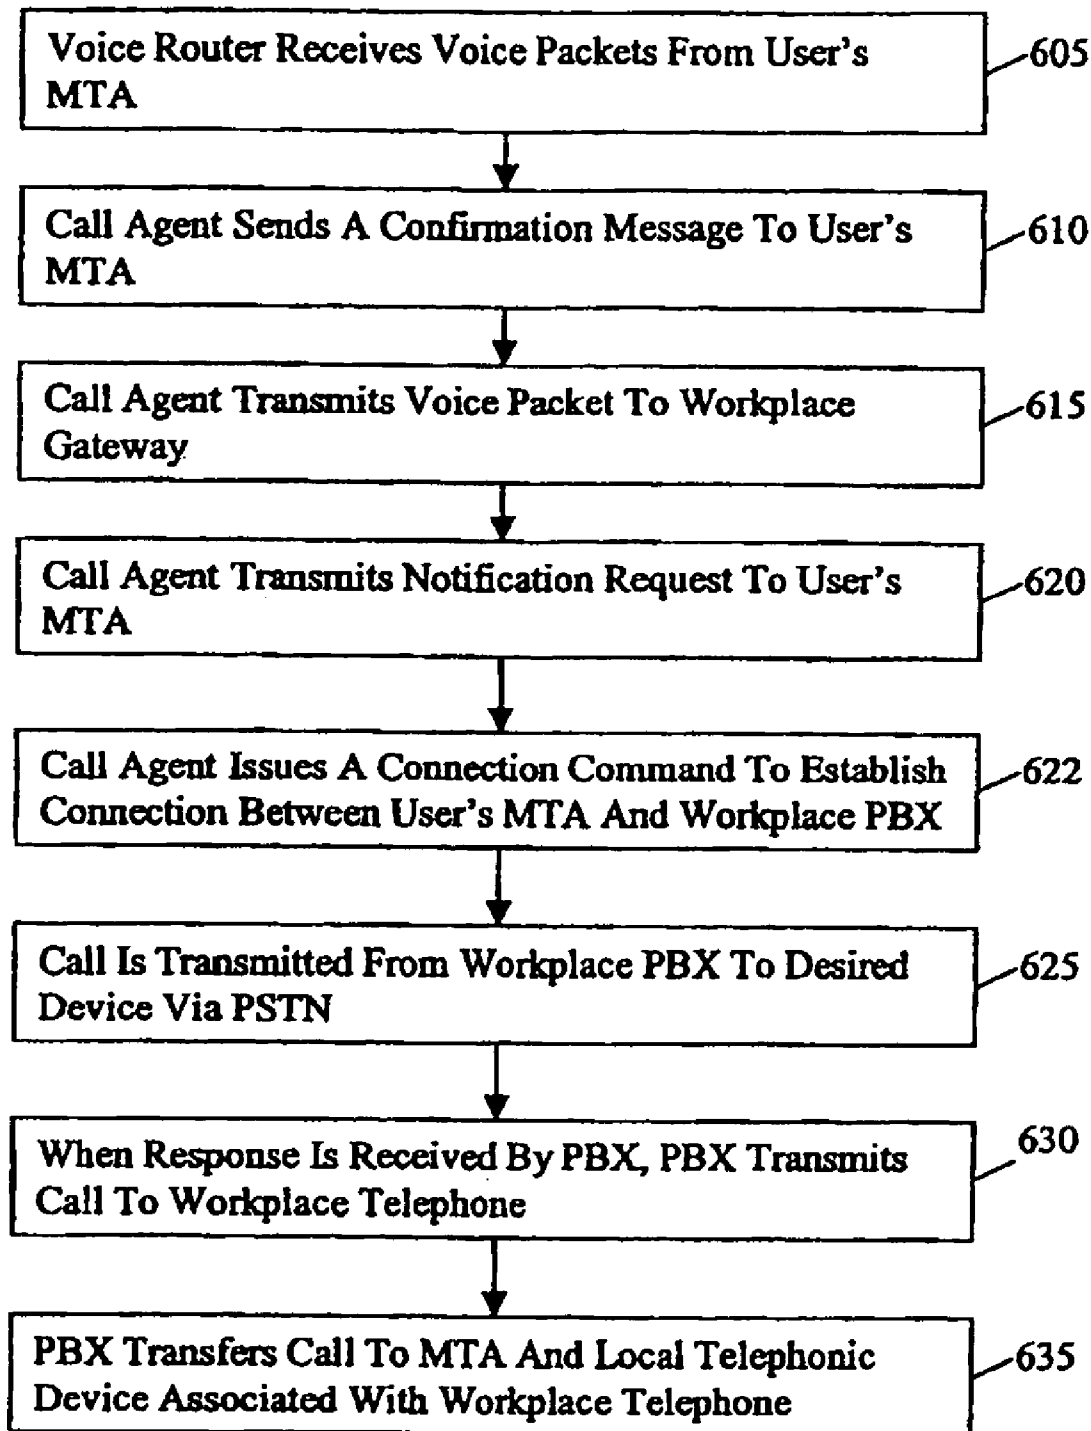 Voice Router Receives Voice Packets From User's
MTA
605
Call Agent Sends A Confirmation Message To User's
MTA
610
Call Agent Transmits Voice Packet To Workplace
Gateway
615
Call Agent Transmits Notification Request To User's
MTA
620
Call Agent Issues A Connection Command To Establish
Connection Between User's MTA And Workplace PBX
622
Call Is Transmitted From Workplace PBX To Desired
Device Via PSTN
625
When Response Is Received By PBX, PBX Transmits
Call To Workplace Telephone
630
PBX Transfers Call To MTA And Local Telephonic
Device Associated With Workplace Telephone
635